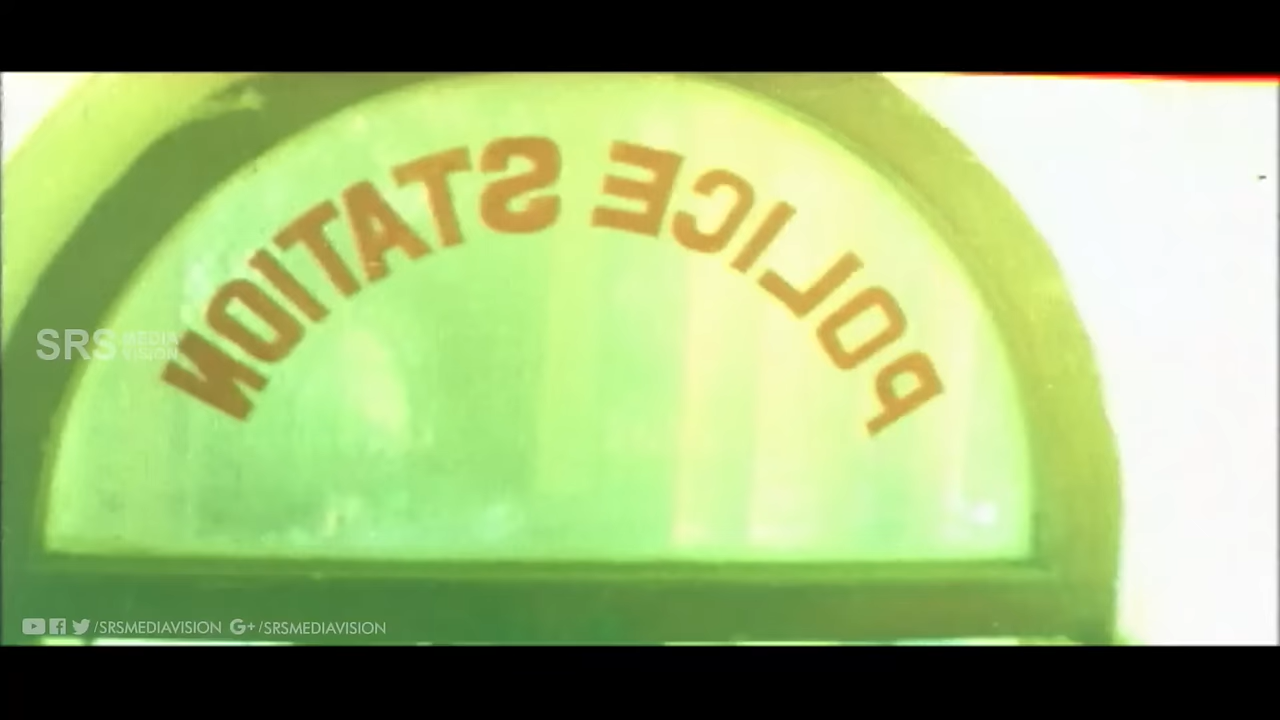 POLICE STATION
SRS MEDIA VISION
/SRSMEDIAVISION G+ /SRSMEDIAVISION